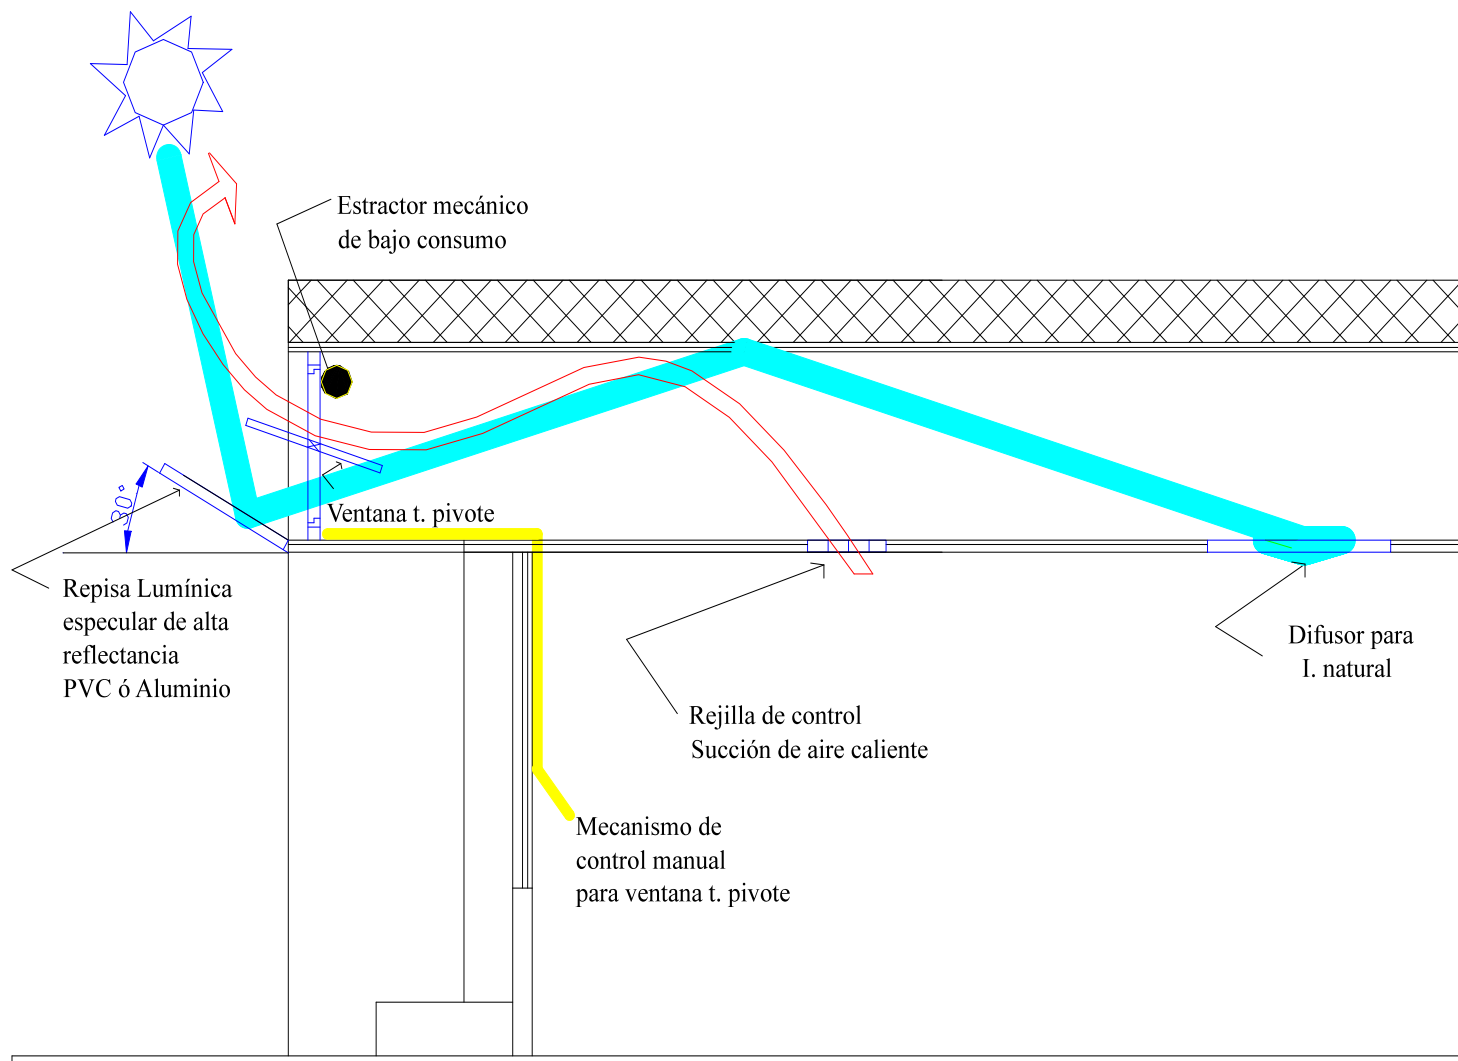 Estractor mecánico
de bajo consumo
30°
Ventana t. pivote
Repisa Lumínica
especular de alta
reflectancia
PVC ó Aluminio
Difusor para
I. natural
Rejilla de control
Succión de aire caliente
Mecanismo de
control manual
para ventana t. pivote